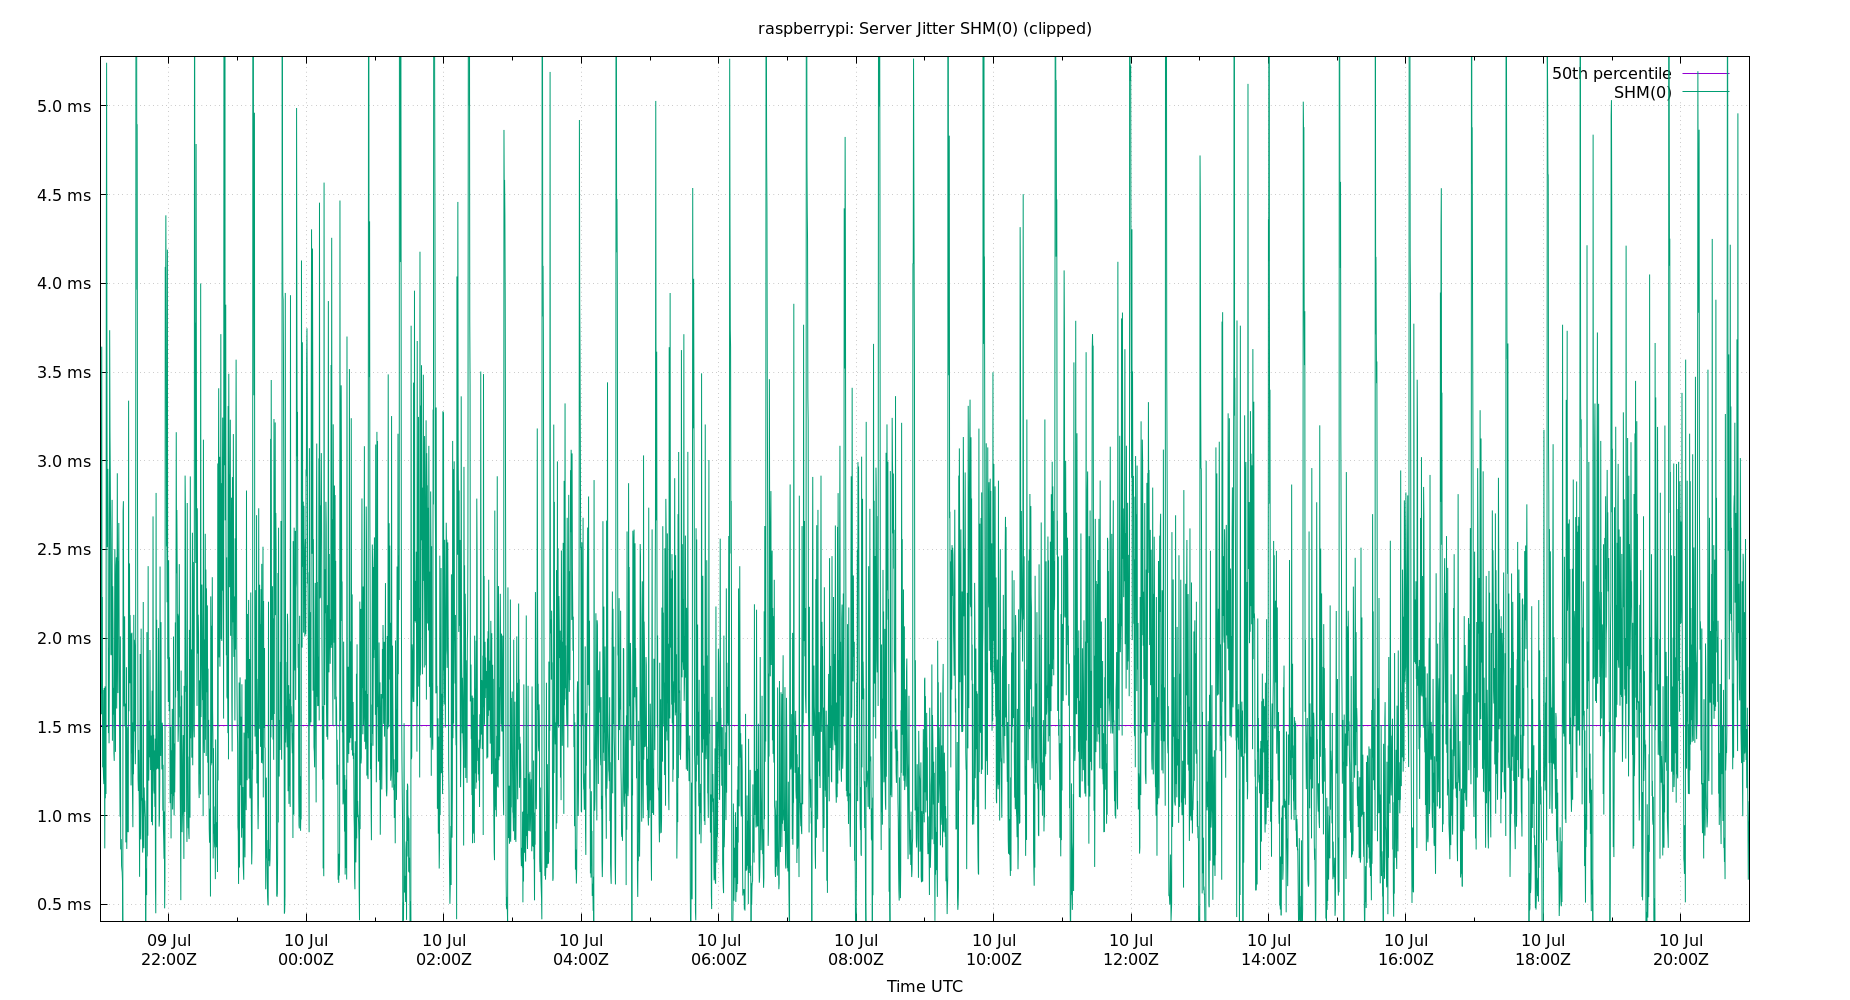 raspberrypi: Server Jitter SHM(0) (clipped)
50th percentile
SHM(0)
5.0 ms
4.5 ms
4.0 ms
3.5 ms
3.0 ms
2.5 ms
2.0 ms
1.5 ms
1.0 ms
0.5 ms
09 Jul 10 Jul 10 Jul 10 Jul 10 Jul 10 Jul 10 Jul 10 Jul 10 Jul 10 Jul 10 Jul 10 Jul
22:00Z 00:00Z 02:00Z 04:00Z 06:00Z 08:00Z 10:00Z 12:00Z 14:00Z 16:00Z 18:00Z 20:00Z
Time UTC